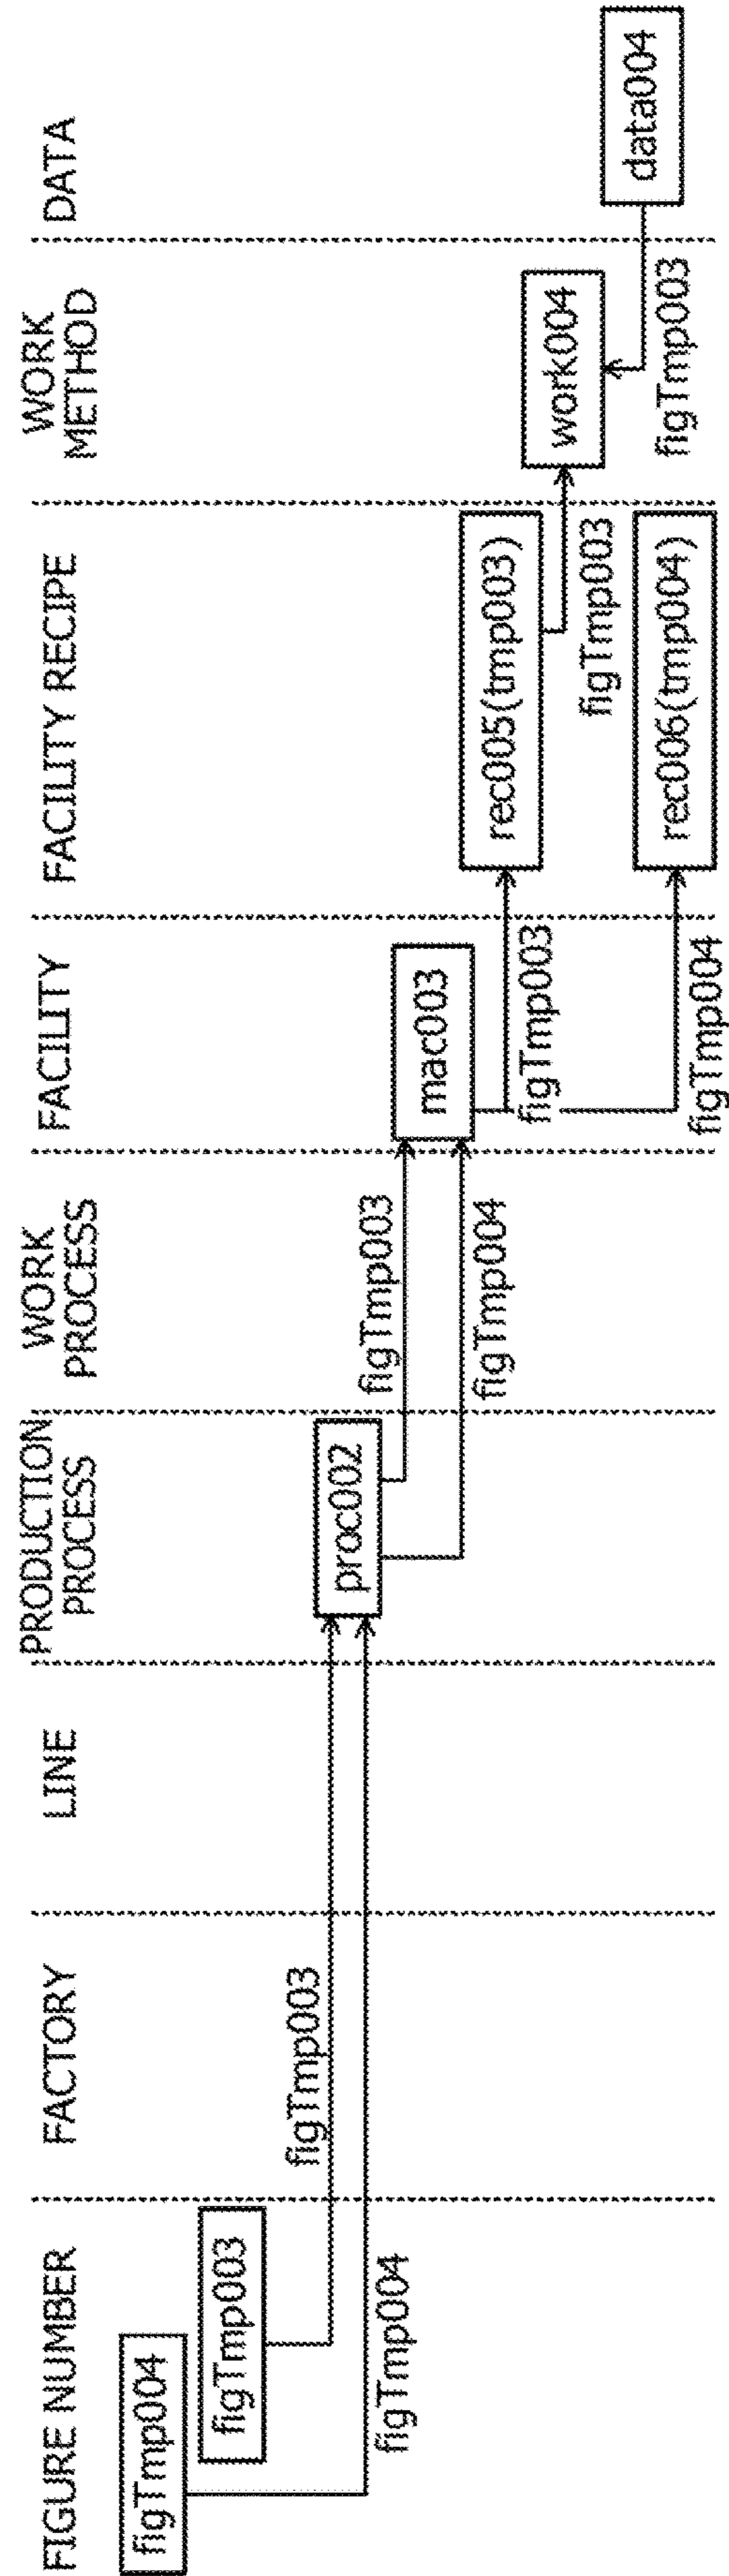 FIGURE NUMBER
FACTORY
LINE
PRODUCTION
PROCESS
WORK
PROCESS
FACILITY
FACILITY RECIPE
WORK
METHOD
DATA
figTmp004
figTmp003
figTmp003
figTmp004
proc002
figTmp003
figTmp004
mac003
figTmp003
figTmp004
rec005(tmp003)
figTmp003
rec006(tmp004)
work004
figTmp003
data004